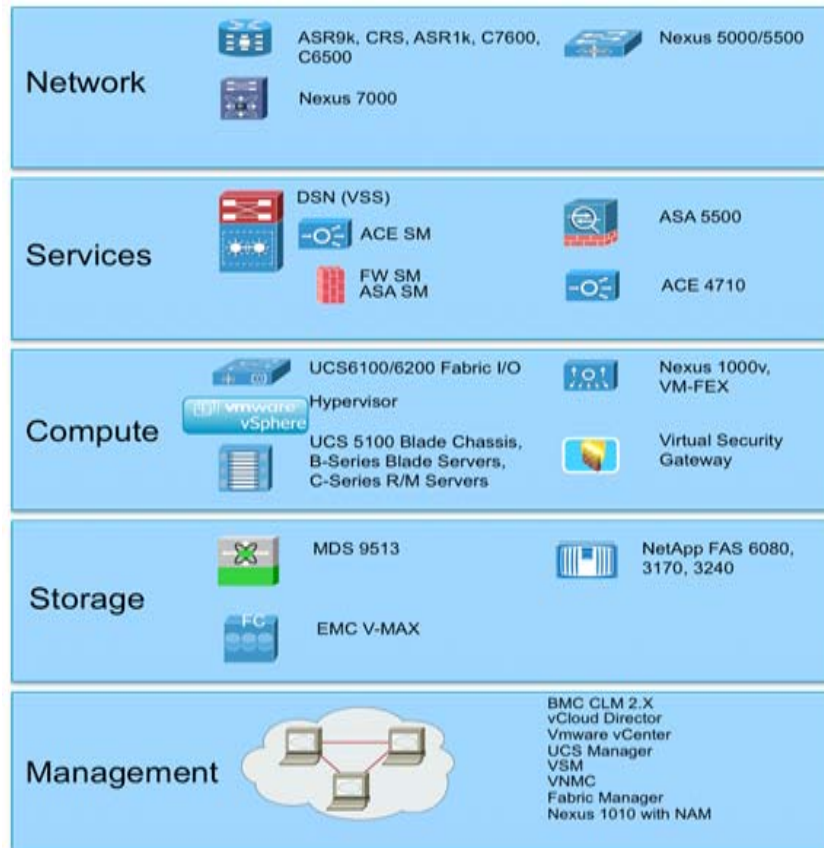 Network
ASR9k, CRS, ASR1k, C7600,
C6500
Nexus 7000
Nexus 5000/5500
Services
DSN (VSS)
ACE SM
FW SM
ASA SM
ASA 5500
ACE 4710
Compute
UCS6100/6200 Fabric I/O
Hypervisor
vmware
vSphere
UCS 5100 Blade Chassis,
B-Series Blade Servers,
C-Series R/M Servers
Nexus 1000v,
VM-FEX
Virtual Security
Gateway
Storage
MDS 9513
FC
EMC V-MAX
NetApp FAS 6080,
3170, 3240
Management
BMC CLM 2.X
vCloud Director
Vmware vCenter
UCS Manager
VSM
VNMC
Fabric Manager
Nexus 1010 with NAM